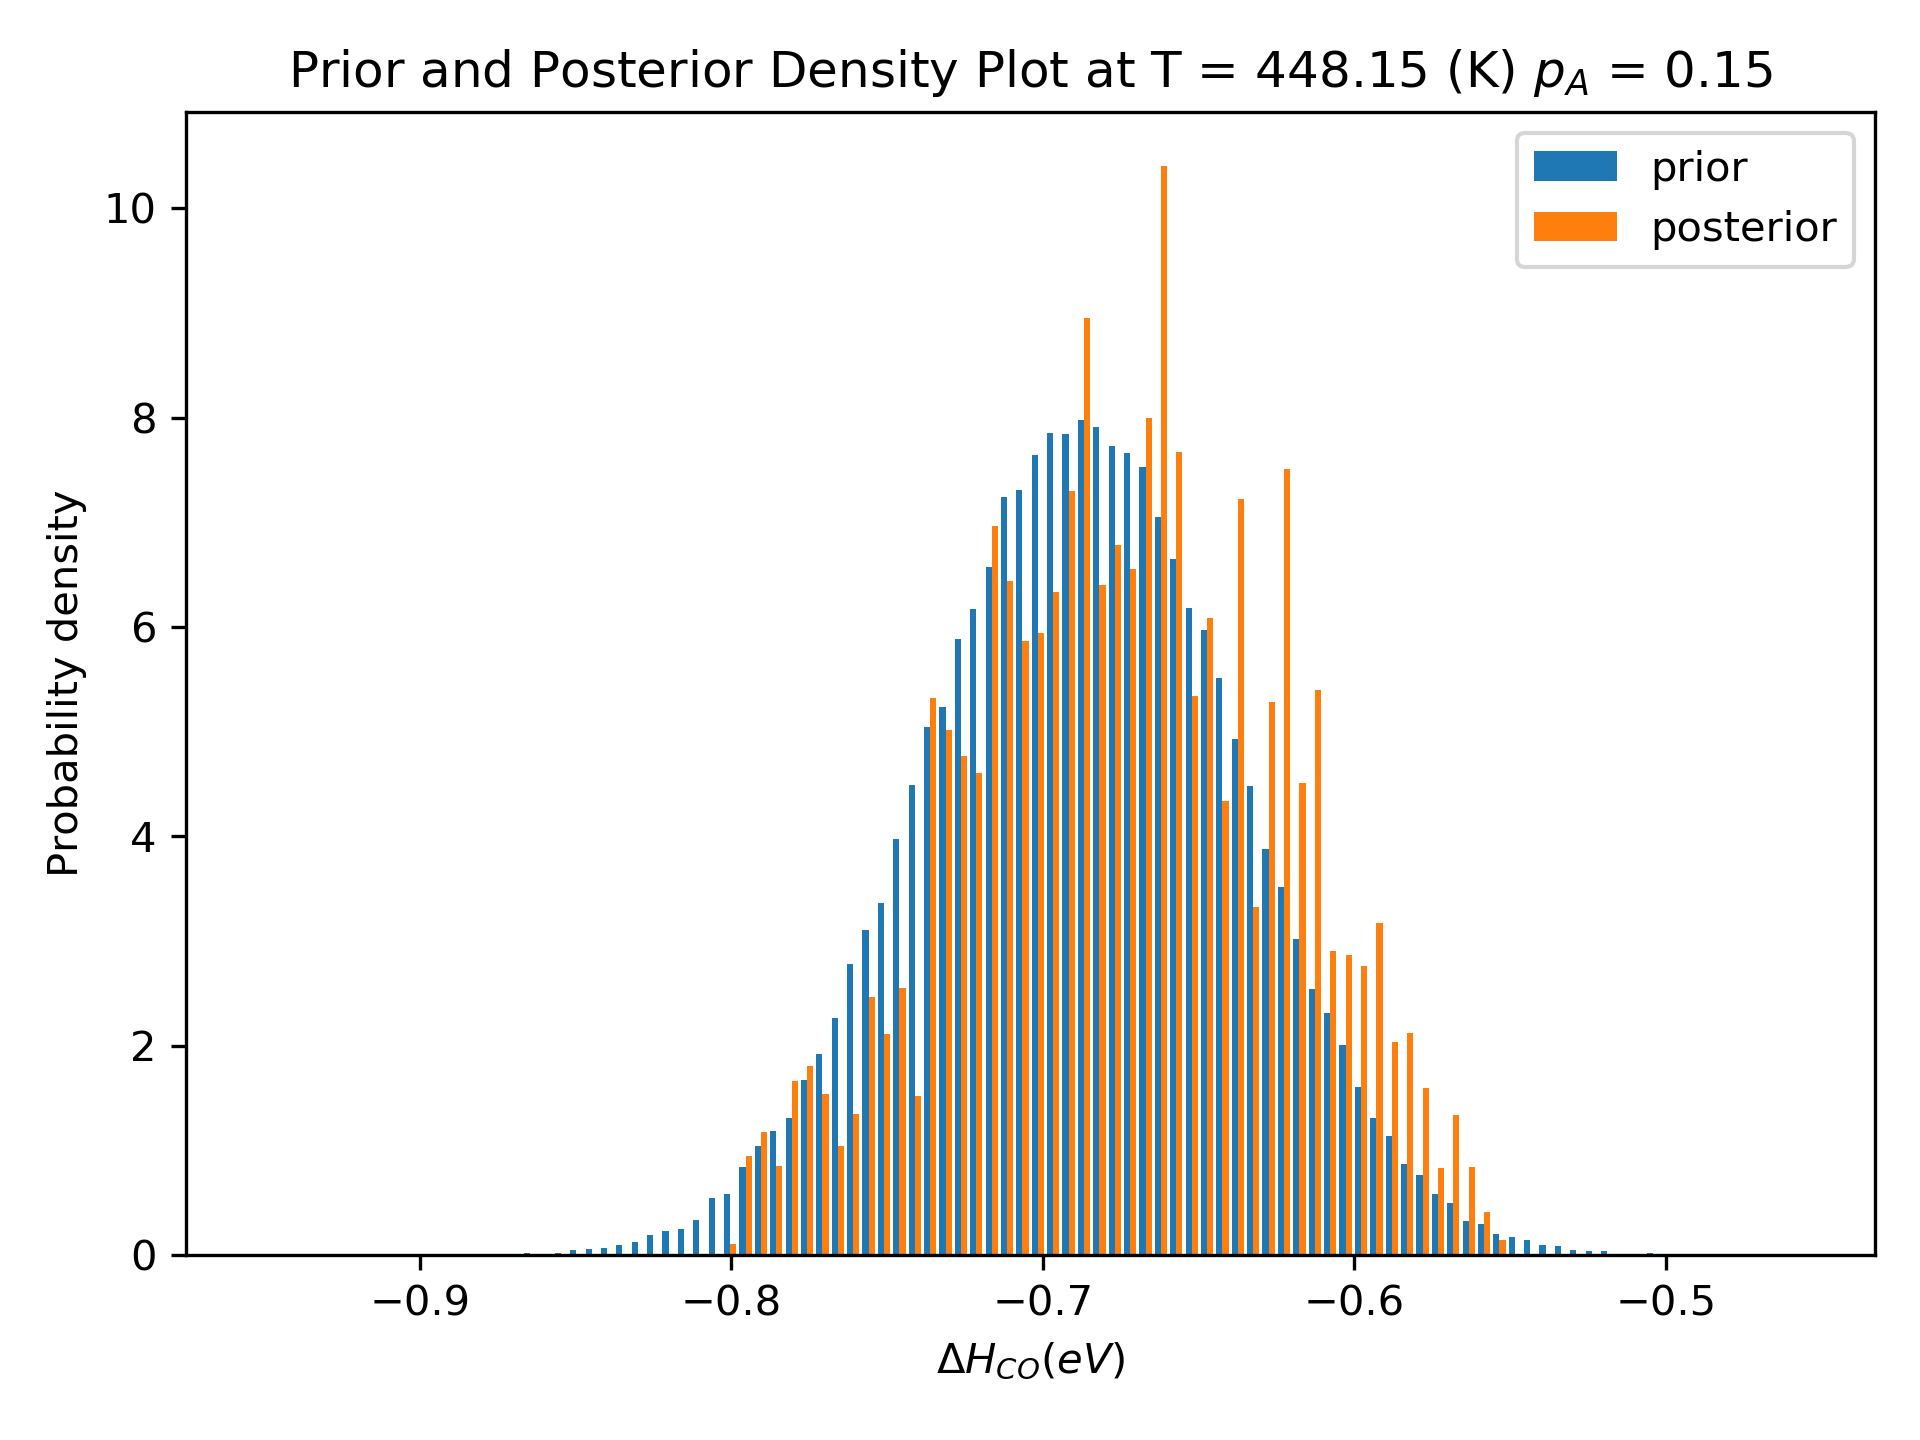 Prior and Posterior Density Plot at T = 448.15 (K) p_A = 0.15
prior
posterior
Probability density
10
8
6
4
2
0
−0.9 −0.8 −0.7 −0.6 −0.5
ΔH_CO(eV)